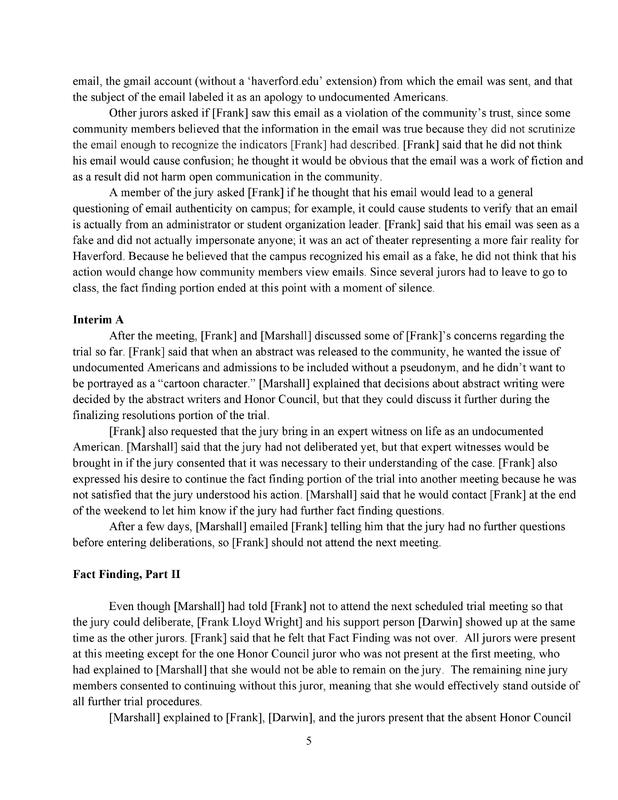 email, the gmail account (without a 'haverford.edu' extension) from which the email was sent, and that
the subject of the email labeled it as an apology to undocumented Americans.
Other jurors asked if [Frank] saw this email as a violation of the community's trust, since some
community members believed that the information in the email was true because they did not scrutinize
the email enough to recognize the indicators [Frank] had described. [Frank] said that he did not think
his email would cause confusion; he thought it would be obvious that the email was a work of fiction and
as a result did not harm open communication in the community.
A member of the jury asked [Frank] if he thought that his email would lead to a general
questioning of email authenticity on campus; for example, it could cause students to verify that an email
is actually from an administrator or student organization leader. [Frank] said that his email was seen as a
fake and did not actually impersonate anyone; it was an act of theater representing a more fair reality for
Haverford. Because he believed that the campus recognized his email as a fake, he did not think that his
action would change how community members view emails. Since several jurors had to leave to go to
class, the fact finding portion ended at this point with a moment of silence.
Interim A
After the meeting, [Frank] and [Marshall] discussed some of [Frank]'s concerns regarding the
trial so far. [Frank] said that when an abstract was released to the community, he wanted the issue of
undocumented Americans and admissions to be included without a pseudonym, and he didn't want to
be portrayed as a "cartoon character." [Marshall] explained that decisions about abstract writing were
decided by the abstract writers and Honor Council, but that they could discuss it further during the
finalizing resolutions portion of the trial.
[Frank] also requested that the jury bring in an expert witness on life as an undocumented
American. [Marshall] said that the jury had not deliberated yet, but that expert witnesses would be
brought in if the jury consented that it was necessary to their understanding of the case. [Frank] also
expressed his desire to continue the fact finding portion of the trial into another meeting because he was
not satisfied that the jury understood his action. [Marshall] said that he would contact [Frank] at the end
of the weekend to let him know if the jury had further fact finding questions.
After a few days, [Marshall] emailed [Frank] telling him that the jury had no further questions
before entering deliberations, so [Frank] should not attend the next meeting.
Fact Finding, Part II
Even though [Marshall] had told [Frank] not to attend the next scheduled trial meeting so that
the jury could deliberate, [Frank Lloyd Wright] and his support person [Darwin] showed up at the same
time as the other jurors. [Frank] said that he felt that Fact Finding was not over. All jurors were present
at this meeting except for the one Honor Council juror who was not present at the first meeting, who
had explained to [Marshall] that she would not be able to remain on the jury. The remaining nine jury
members consented to continuing without this juror, meaning that she would effectively stand outside of
all further trial procedures.
[Marshall] explained to [Frank], [Darwin], and the jurors present that the absent Honor Council
5